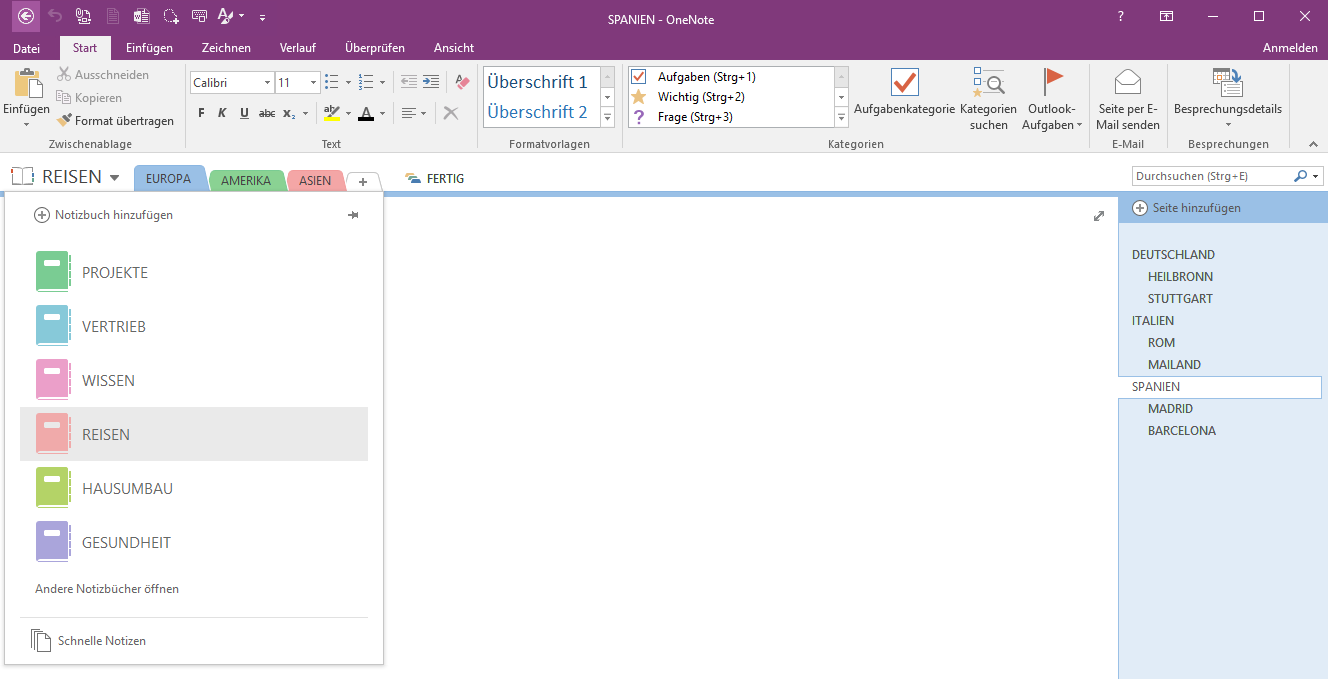 SPANIEN - OneNote
?
Datei Start Einfügen Zeichnen Verlauf Überprüfen Ansicht Anmelden
Einfügen
Ausschneiden
Kopieren
Format übertragen
Zwischenablage
Calibri 11
F K U abc x₂ ab A
Text
Überschrift 1
Überschrift 2
Formatvorlagen
Aufgaben (Strg+1)
Wichtig (Strg+2)
? Frage (Strg+3)
Aufgabenkategorie
Kategorien suchen
Outlook-Aufgaben
Kategorien
Seite per E-Mail senden
E-Mail
Besprechungsdetails
Besprechungen
REISEN EUROPA AMERIKA ASIEN + FERTIG
Durchsuchen (Strg+E)
Notizbuch hinzufügen
PROJEKTE
VERTRIEB
WISSEN
REISEN
HAUSUMBAU
GESUNDHEIT
Andere Notizbücher öffnen
Schnelle Notizen
Seite hinzufügen
DEUTSCHLAND
HEILBRONN
STUTTGART
ITALIEN
ROM
MAILAND
SPANIEN
MADRID
BARCELONA